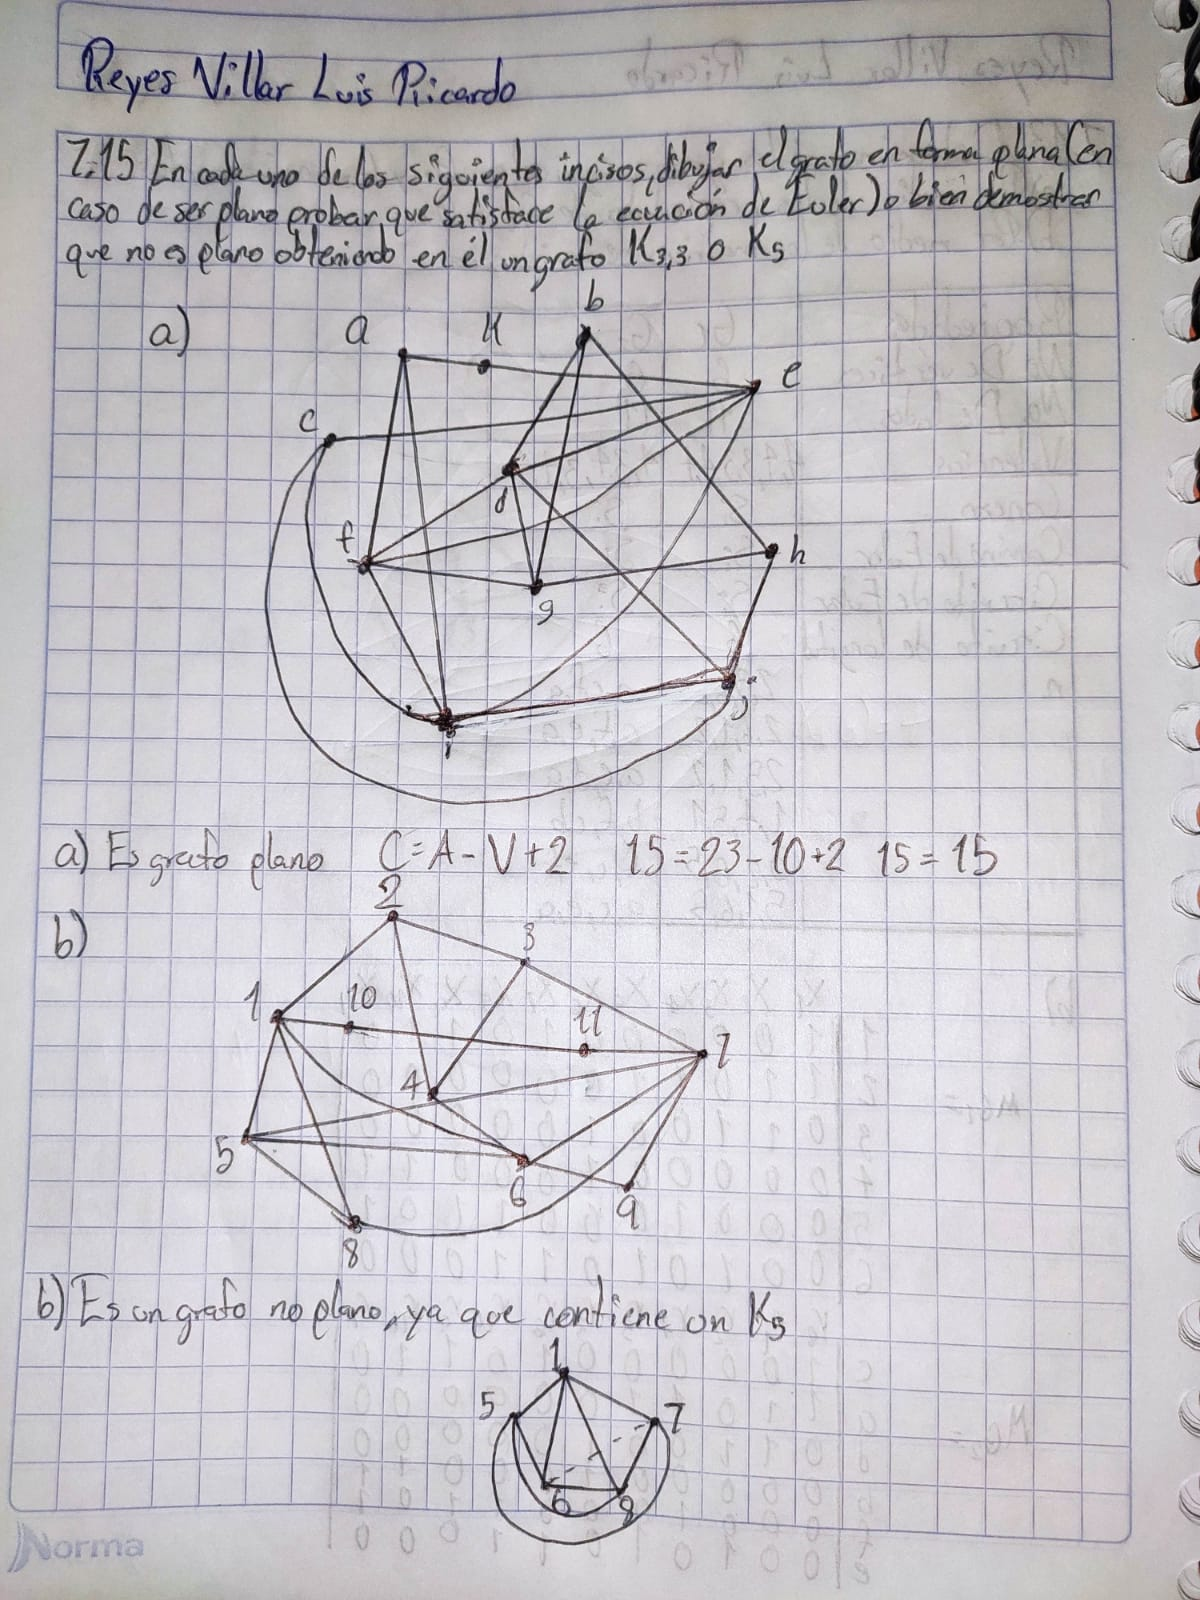 Reyes Villar Luis Ricardo
7.15 En cada uno de los siguientes incisos, dibujar el grafo en forma plana (en
caso de ser plano probar que satisface la ecución de Euler) o bien demostrar
que no es plano obteniendo en él un grafo K3,3 o K5
a)
a K b
e
c
d
f
h
g
i j
a) Es grafo plano C=A-V+2 15=23-10+2 15=15
b)
2
3
1 10
11
7
4
5
6
9
8
b) Es un grafo no plano, ya que contiene un K5
1
5 7
6 8
Norma